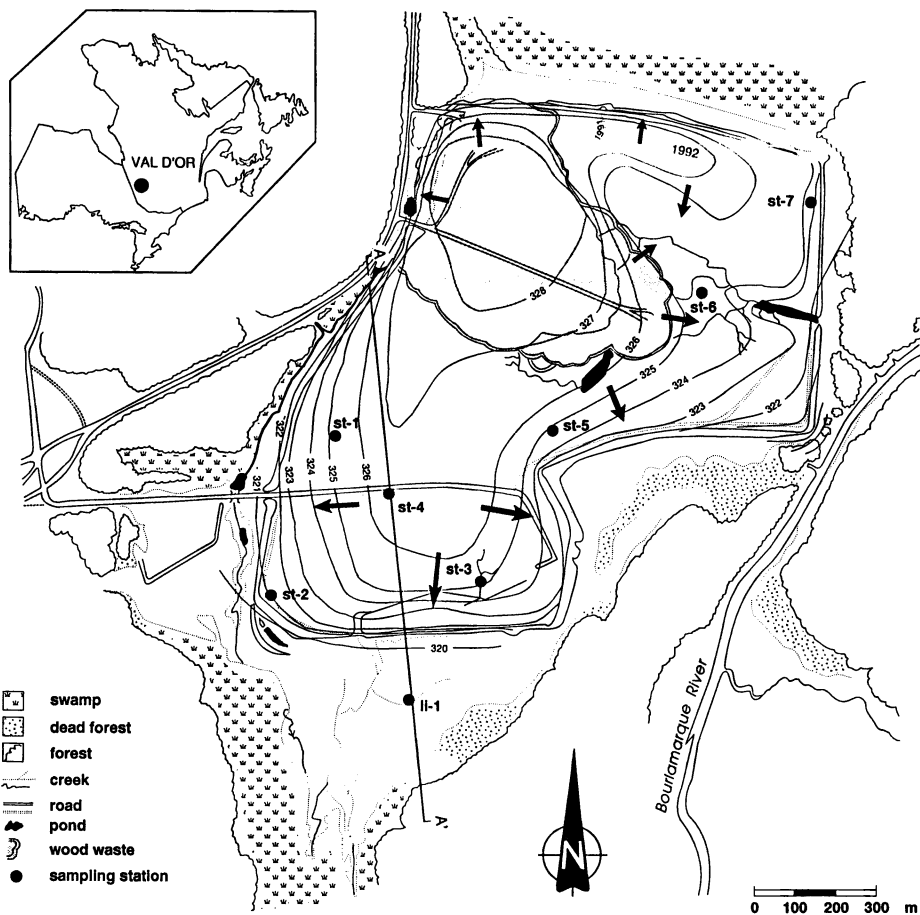 VAL D'OR
1991
1992
st-7
A
st-6
328
327
326
325
324
323
322
st-1
st-5
322
321
323
324
325
326
st-4
st-3
st-2
320
li-1
A'
Bourlamarque River
swamp
dead forest
forest
creek
road
pond
wood waste
sampling station
N
0 100 200 300 m